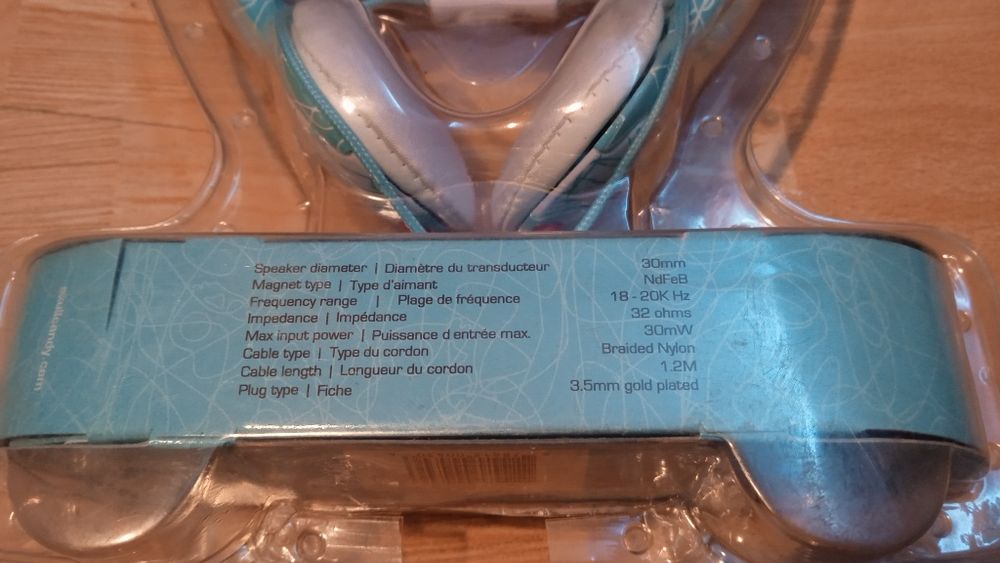 Speaker diameter | Diamètre du transducteur 30mm
Magnet type | Type d'aimant NdFeB
Frequency range | Plage de fréquence 18 - 20K Hz
Impedance | Impédance 32 ohms
Max input power | Puissance d entrée max. 30mW
Cable type | Type du cordon Braided Nylon
Cable length | Longueur du cordon 1.2M
Plug type | Fiche 3.5mm gold plated
skullcandy.com